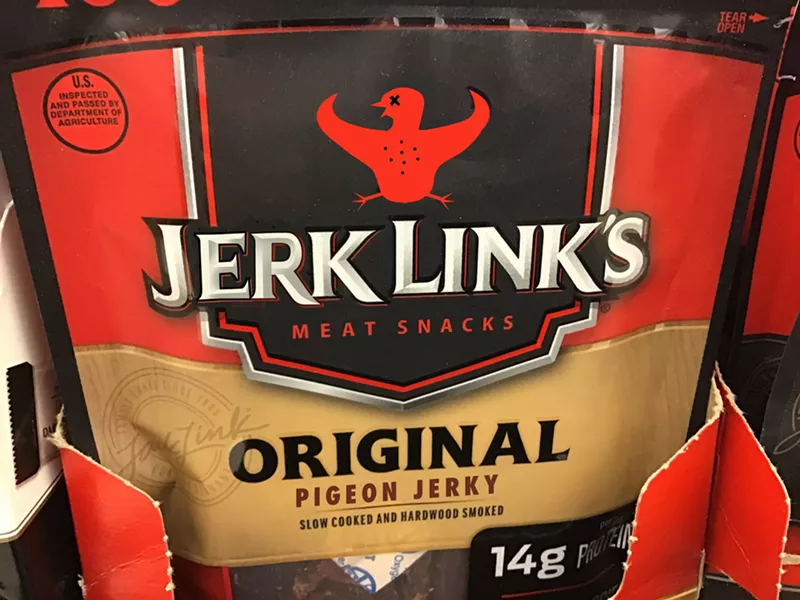 TEAR
OPEN
U.S.
INSPECTED
AND PASSED BY
DEPARTMENT OF
AGRICULTURE
JERK LINK'S
®
MEAT SNACKS
ORIGINAL
PIGEON JERKY
SLOW COOKED AND HARDWOOD SMOKED
14g PROTEIN